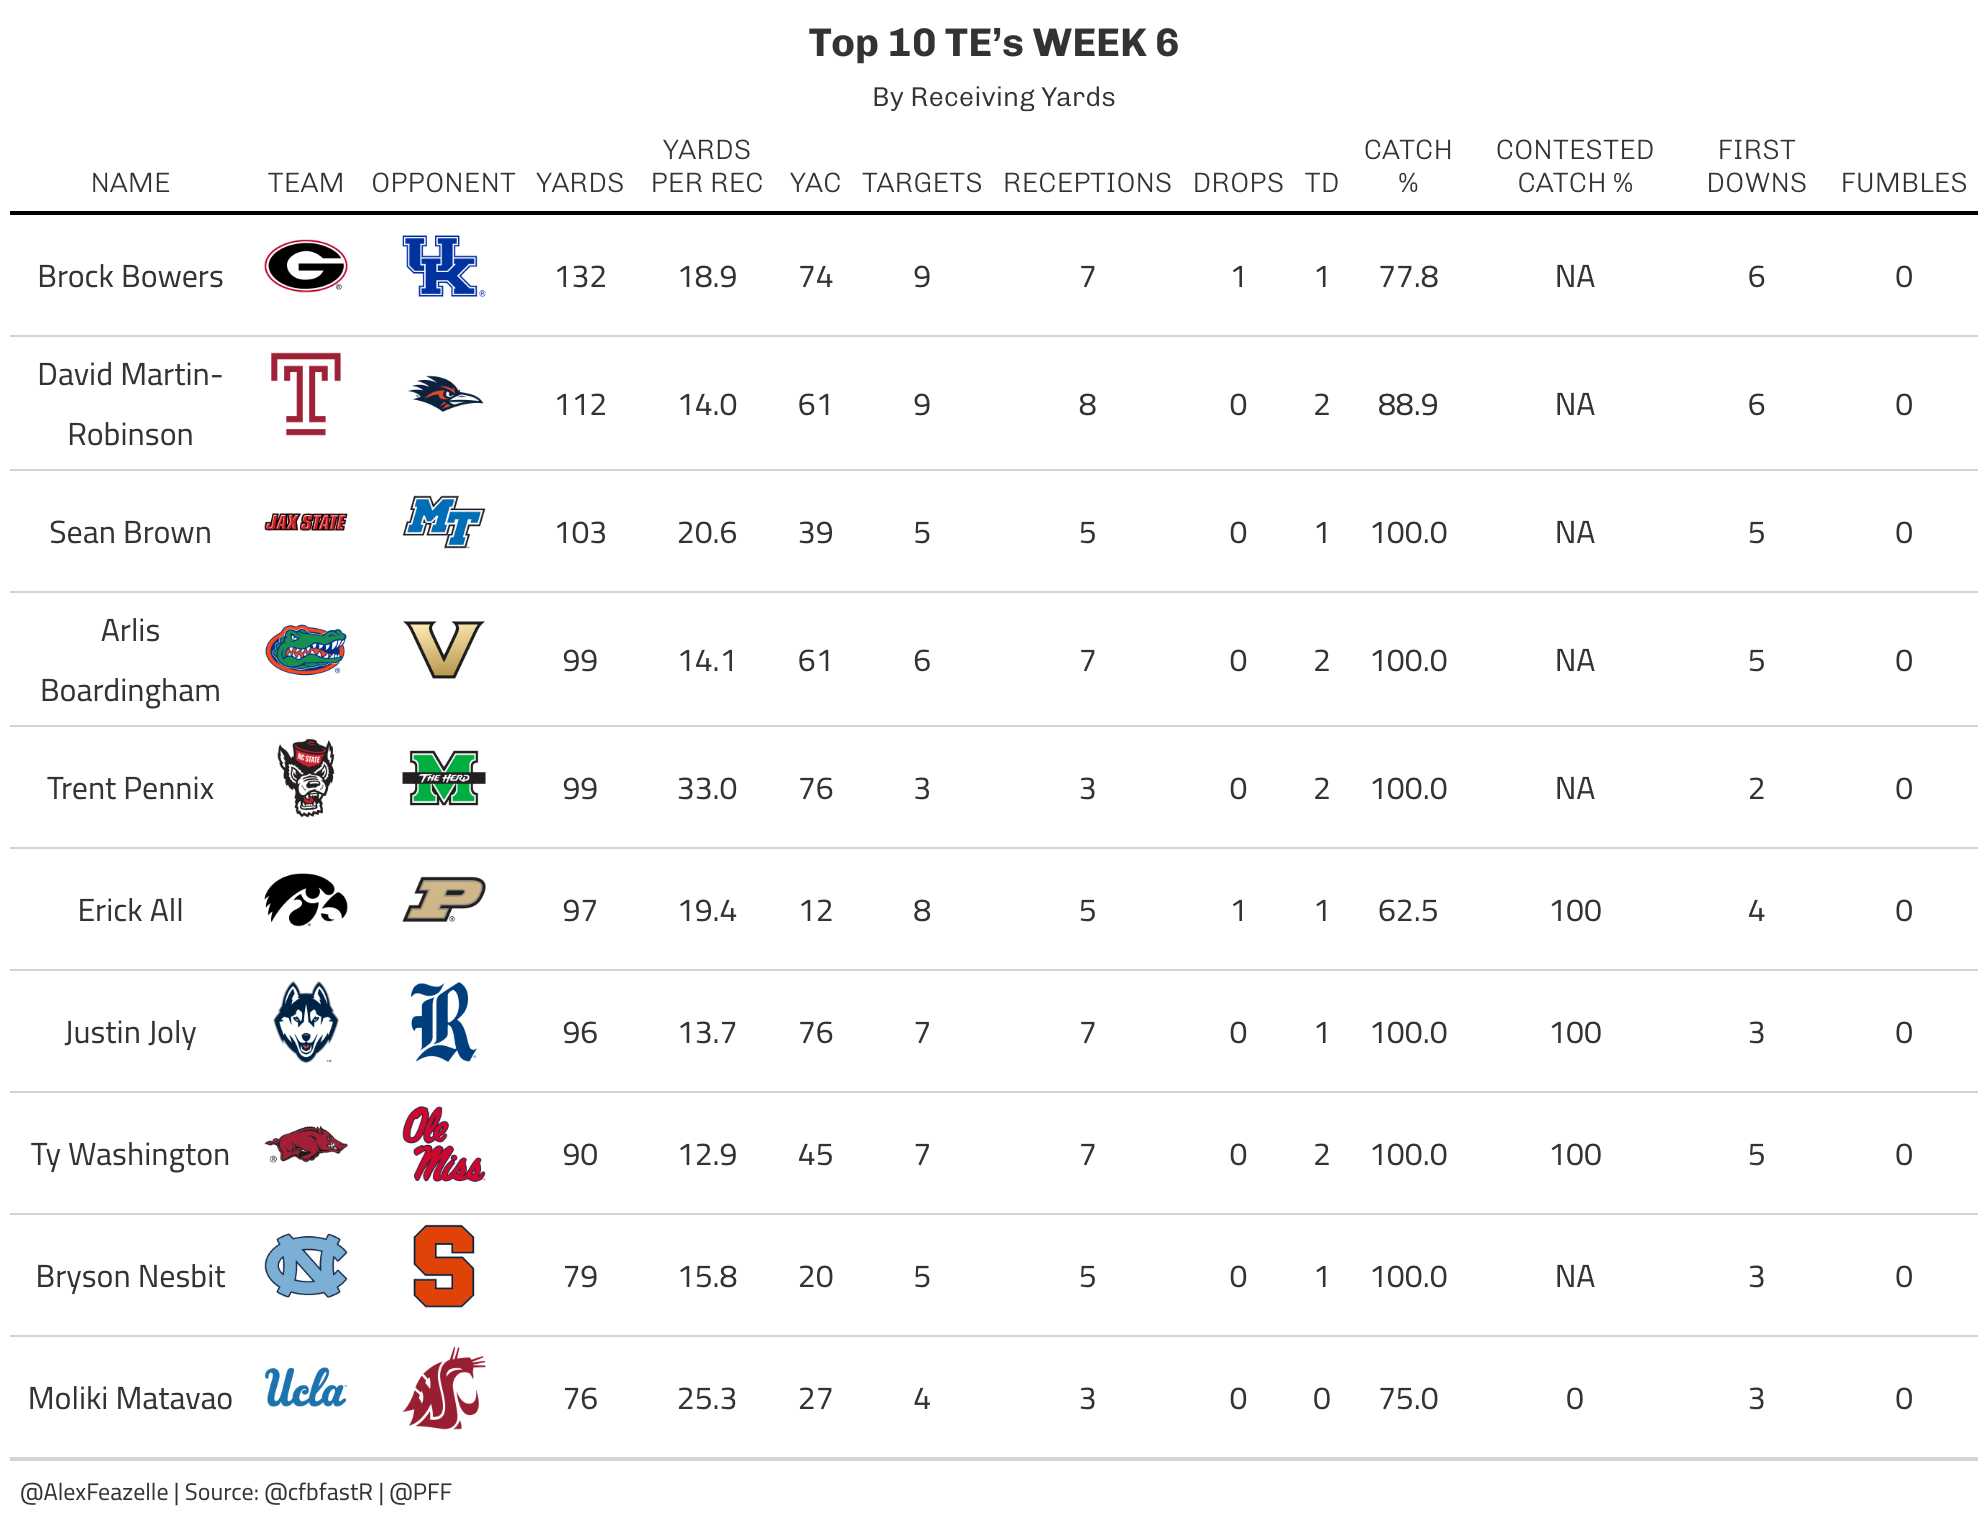 Top 10 TE’s WEEK 6
By Receiving Yards
NAME TEAM OPPONENT YARDS YARDS PER REC YAC TARGETS RECEPTIONS DROPS TD CATCH % CONTESTED CATCH % FIRST DOWNS FUMBLES
Brock Bowers G UK 132 18.9 74 9 7 1 1 77.8 NA 6 0
David Martin-Robinson T 112 14.0 61 9 8 0 2 88.9 NA 6 0
Sean Brown JAX STATE MT 103 20.6 39 5 5 0 1 100.0 NA 5 0
Arlis Boardingham V 99 14.1 61 6 7 0 2 100.0 NA 5 0
Trent Pennix NC STATE M THE HERD 99 33.0 76 3 3 0 2 100.0 NA 2 0
Erick All P 97 19.4 12 8 5 1 1 62.5 100 4 0
Justin Joly R 96 13.7 76 7 7 0 1 100.0 100 3 0
Ty Washington Ole Miss 90 12.9 45 7 7 0 2 100.0 100 5 0
Bryson Nesbit NC S 79 15.8 20 5 5 0 1 100.0 NA 3 0
Moliki Matavao Ucla WSC 76 25.3 27 4 3 0 0 75.0 0 3 0
@AlexFeazelle | Source: @cfbfastR | @PFF